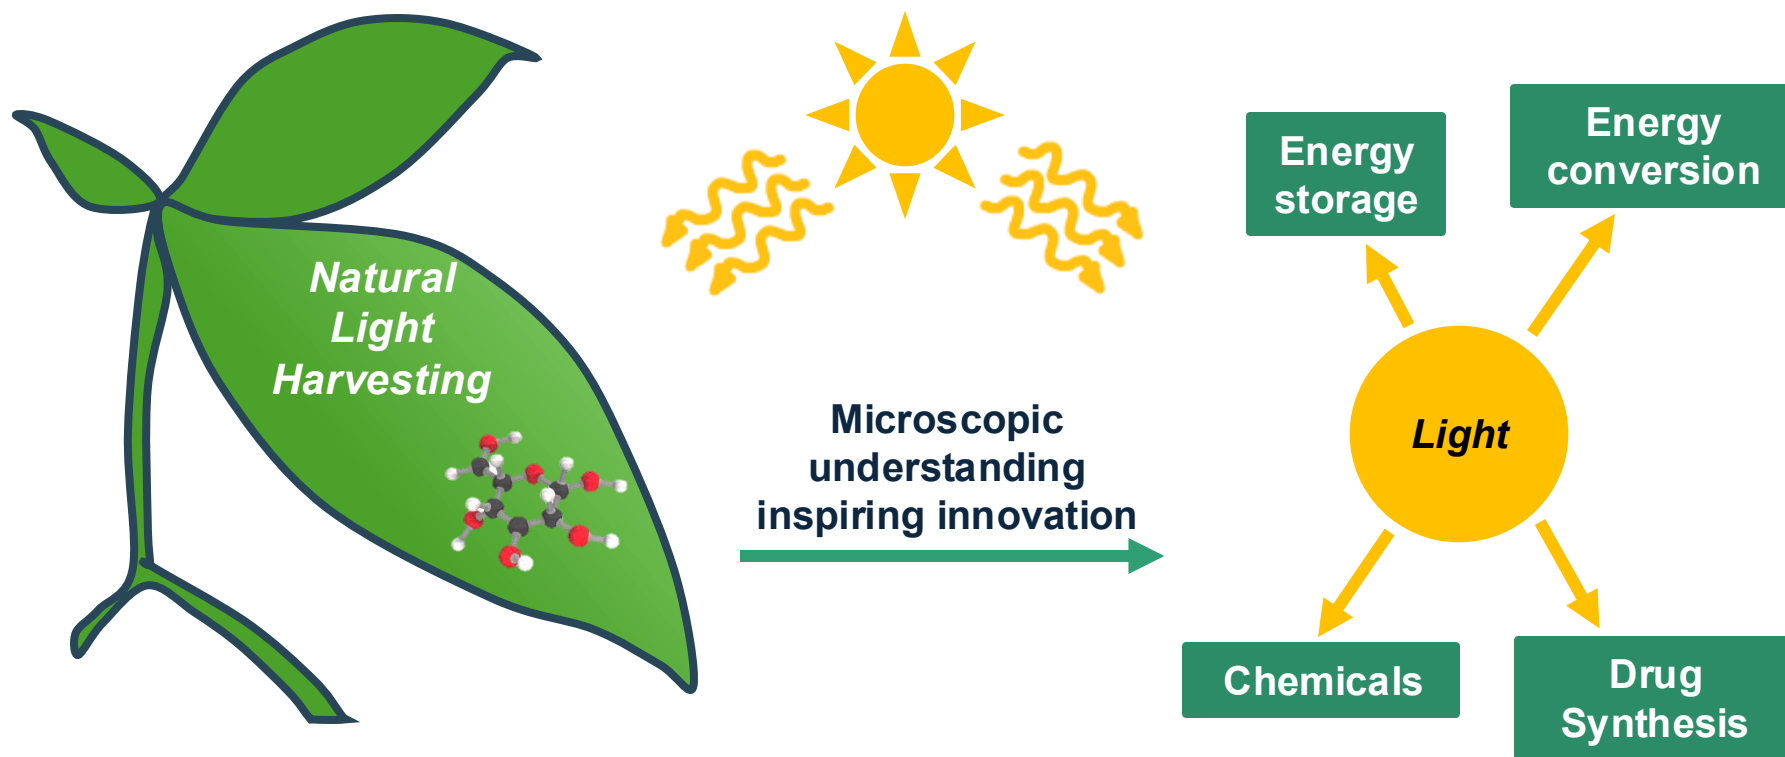 Natural
Light
Harvesting
Microscopic
understanding
inspiring innovation
Energy
storage
Energy
conversion
Light
Chemicals
Drug
Synthesis